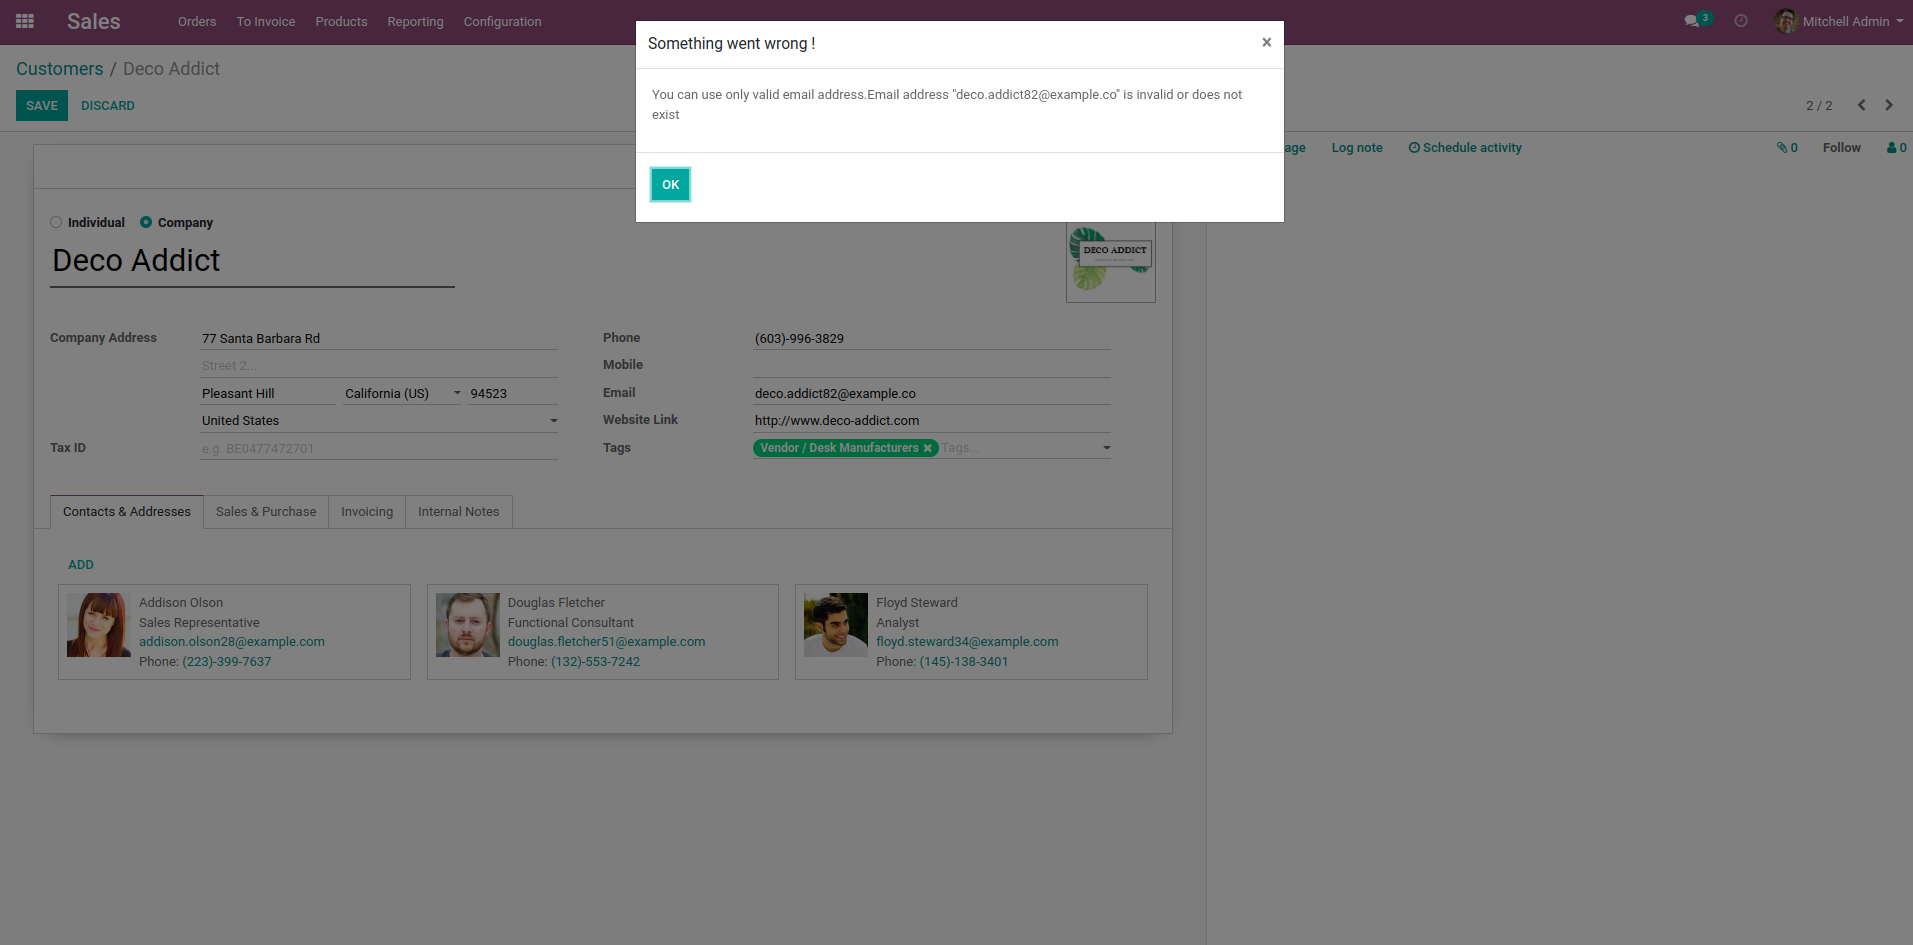 Sales
Orders
To Invoice
Products
Reporting
Configuration
3
Mitchell Admin
Something went wrong !
×
You can use only valid email address.Email address "deco.addict82@example.co" is invalid or does not
exist
OK
Customers / Deco Addict
SAVE
DISCARD
2 / 2
age
Log note
Schedule activity
0
Follow
0
Individual
Company
Deco Addict
DECO ADDICT
Company Address
77 Santa Barbara Rd
Street 2...
Pleasant Hill
California (US)
94523
United States
Tax ID
e.g. BE0477472701
Phone
(603)-996-3829
Mobile
Email
deco.addict82@example.co
Website Link
http://www.deco-addict.com
Tags
Vendor / Desk Manufacturers
Tags...
Contacts & Addresses
Sales & Purchase
Invoicing
Internal Notes
ADD
Addison Olson
Sales Representative
addison.olson28@example.com
Phone: (223)-399-7637
Douglas Fletcher
Functional Consultant
douglas.fletcher51@example.com
Phone: (132)-553-7242
Floyd Steward
Analyst
floyd.steward34@example.com
Phone: (145)-138-3401